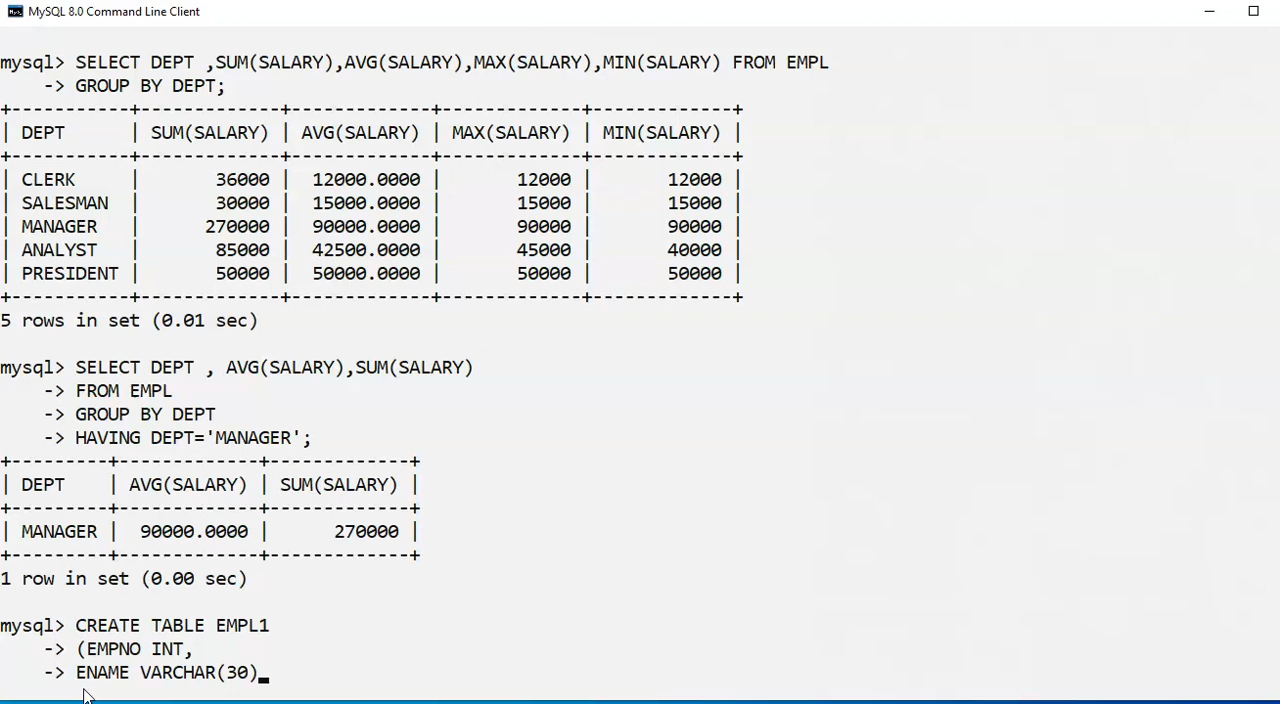 MySQL 8.0 Command Line Client
mysql> SELECT DEPT ,SUM(SALARY),AVG(SALARY),MAX(SALARY),MIN(SALARY) FROM EMPL
    -> GROUP BY DEPT;
+-----------+-------------+-------------+-------------+-------------+
| DEPT      | SUM(SALARY) | AVG(SALARY) | MAX(SALARY) | MIN(SALARY) |
+-----------+-------------+-------------+-------------+-------------+
| CLERK     |       36000 |  12000.0000 |       12000 |       12000 |
| SALESMAN  |       30000 |  15000.0000 |       15000 |       15000 |
| MANAGER   |      270000 |  90000.0000 |       90000 |       90000 |
| ANALYST   |       85000 |  42500.0000 |       45000 |       40000 |
| PRESIDENT |       50000 |  50000.0000 |       50000 |       50000 |
+-----------+-------------+-------------+-------------+-------------+
5 rows in set (0.01 sec)
mysql> SELECT DEPT , AVG(SALARY),SUM(SALARY)
    -> FROM EMPL
    -> GROUP BY DEPT
    -> HAVING DEPT='MANAGER';
+---------+-------------+-------------+
| DEPT    | AVG(SALARY) | SUM(SALARY) |
+---------+-------------+-------------+
| MANAGER |  90000.0000 |      270000 |
+---------+-------------+-------------+
1 row in set (0.00 sec)
mysql> CREATE TABLE EMPL1
    -> (EMPNO INT,
    -> ENAME VARCHAR(30)